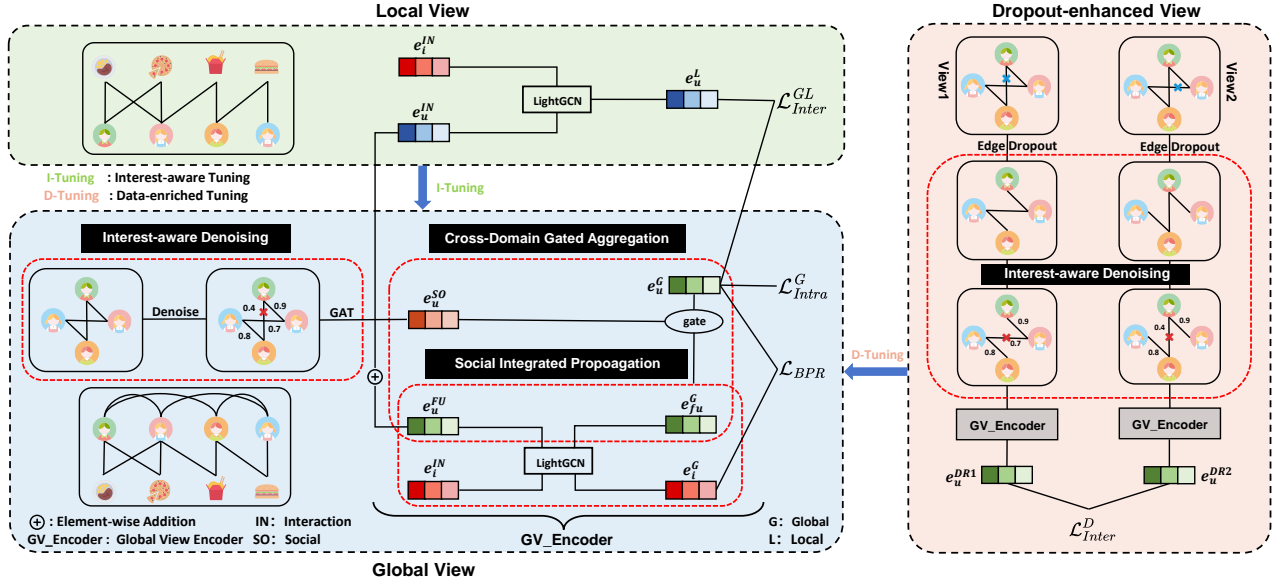 Local View
Dropout-enhanced View
e_i^{IN}
e_u^{IN}
LightGCN
e_u^L
\mathcal{L}_{Inter}^{GL}
View1
View2
Edge Dropout
Edge Dropout
I-Tuning : Interest-aware Tuning
D-Tuning : Data-enriched Tuning
I-Tuning
Interest-aware Denoising
Cross-Domain Gated Aggregation
Denoise
0.4
0.9
0.7
0.8
GAT
e_u^{SO}
e_u^G
gate
\mathcal{L}_{Intra}^G
Social Integrated Propoagation
\mathcal{L}_{BPR}
D-Tuning
Interest-aware Denoising
0.9
0.7
0.8
0.9
0.4
0.8
+
e_u^{FU}
e_{fu}^G
LightGCN
e_i^{IN}
e_i^G
GV_Encoder
GV_Encoder
e_u^{DR1}
e_u^{DR2}
\mathcal{L}_{Inter}^D
⊕ : Element-wise Addition IN: Interaction
GV_Encoder : Global View Encoder SO: Social
GV_Encoder
G: Global
L: Local
Global View